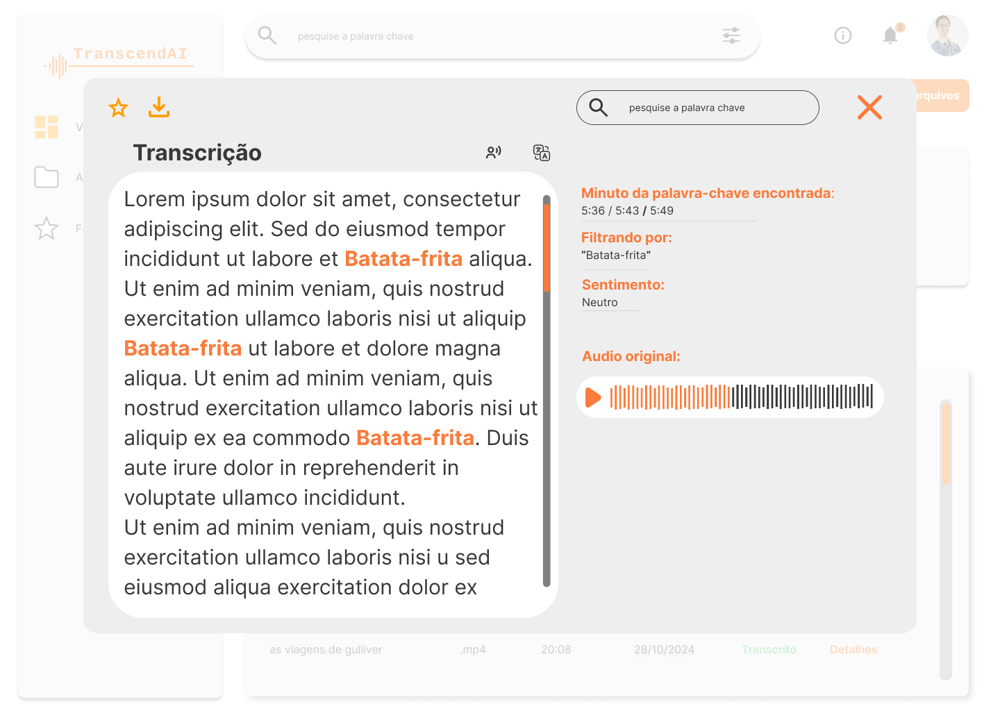 TranscendAI
pesquise a palavra chave
5
arquivos
pesquise a palavra chave
V
A
F
Transcrição
Lorem ipsum dolor sit amet, consectetur
adipiscing elit. Sed do eiusmod tempor
incididunt ut labore et Batata-frita aliqua.
Ut enim ad minim veniam, quis nostrud
exercitation ullamco laboris nisi ut aliquip
Batata-frita ut labore et dolore magna
aliqua. Ut enim ad minim veniam, quis
nostrud exercitation ullamco laboris nisi ut
aliquip ex ea commodo Batata-frita. Duis
aute irure dolor in reprehenderit in
voluptate ullamco incididunt.
Ut enim ad minim veniam, quis nostrud
exercitation ullamco laboris nisi u sed
eiusmod aliqua exercitation dolor ex
Minuto da palavra-chave encontrada:
5:36 / 5:43 / 5:49
Filtrando por:
“Batata-frita”
Sentimento:
Neutro
Audio original:
as viagens de gulliver .mp4 20:08 28/10/2024 Transcrito Detalhes